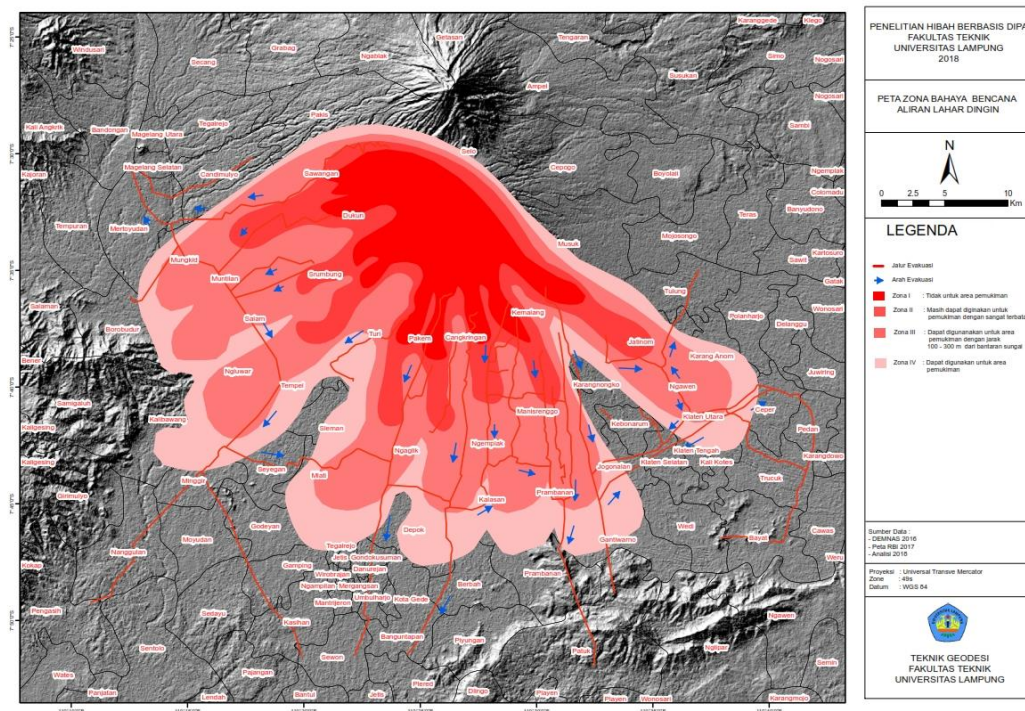 PENELITIAN HIBAH BERBASIS DIPA
FAKULTAS TEKNIK
UNIVERSITAS LAMPUNG
2018
PETA ZONA BAHAYA BENCANA
ALIRAN LAHAR DINGIN
N
0 2.5 5 10
Km
LEGENDA
Jalur Evakuasi
Arah Evakuasi
Zona I : Tidak untuk area pemukiman
Zona II : Masih dapat diginakan untuk
pemukiman dengan sangat terbatas
Zona III : Dapat digunanakan untuk area
pemukiman dengan jarak
100 - 300 m dari bantaran sungai
Zona IV : Dapat digunakan untuk area
pemukiman
Sumber Data :
- DEMNAS 2016
- Peta RBI 2017
- Analisi 2016
Proyeksi : Universal Transve Mercator
Zone : 49s
Datum : WGS 64
TEKNIK GEODESI
FAKULTAS TEKNIK
UNIVERSITAS LAMPUNG
Windusari
Secang
Grabag
Ngablak
Getasan
Tengaran
Karanggede
Klego
Simo
Nogosari
Susukan
Ampel
Nogosari
Kali Angkrik
Bandongan
Magelang Utara
Tegalrejo
Pakis
Sambi
Kajoran
Magelang Selatan
Candimulyo
Sawangan
Selo
Cepogo
Boyolali
Ngemplak
Colomadu
Banyudono
Tempuran
Mertoyudan
Dukun
Teras
Musuk
Mojosongo
Kartosuro
Sawit
Gatak
Mungkid
Muntilan
Srumbung
Tulung
Wonosari
Salaman
Borobudur
Salam
Turi
Pakem
Cangkringan
Kemalang
Polanharjo
Delanggu
Jatinom
Karang Anom
Bener
Ngluwar
Tempel
Karangnongko
Ngawen
Juwiring
Samigaluh
Kaligesing
Kalibawang
Sleman
Manisrenggo
Kebonarum
Klaten Utara
Ceper
Pedan
Kaligesing
Seyegan
Ngaglik
Ngemplak
Klaten Tengah
Klaten Selatan
Kali Kotes
Karangdowo
Girimulyo
Minggir
Mlati
Jogonalan
Trucuk
Kalasan
Prambanan
Godeyan
Depok
Wedi
Cawas
Nanggulan
Moyudan
Tegalrejo
Gantiwarno
Bayat
Kokap
Gamping
Jetis
Gondokusuman
Wirobrajan
Danurejan
Prambanan
Weru
Ngampilan
Mergangsan
Berbah
Pengasih
Sedayu
Mantrijeron
Umbulharjo
Kota Gede
Ngawen
Kasihan
Banguntapan
Piyungan
Sentolo
Sewon
Patuk
Nglipar
Semin
Wates
Pajangan
Panjatan
Lendah
Bantul
Jetis
Plered
Dlingo
Playen
Playen
Wonosari
Karangmojo